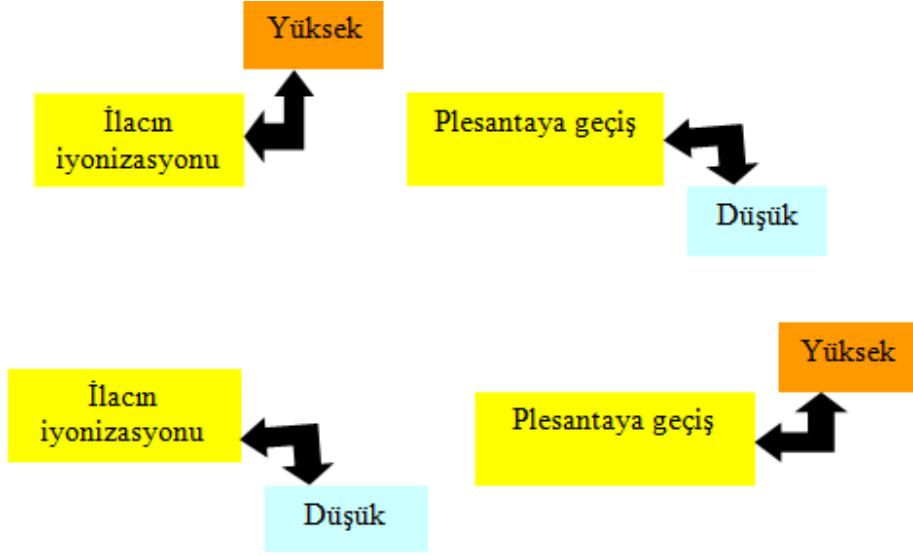 Yüksek
İlacın
iyonizasyonu
Plesantaya geçiş
Düşük
Yüksek
İlacın
iyonizasyonu
Plesantaya geçiş
Düşük